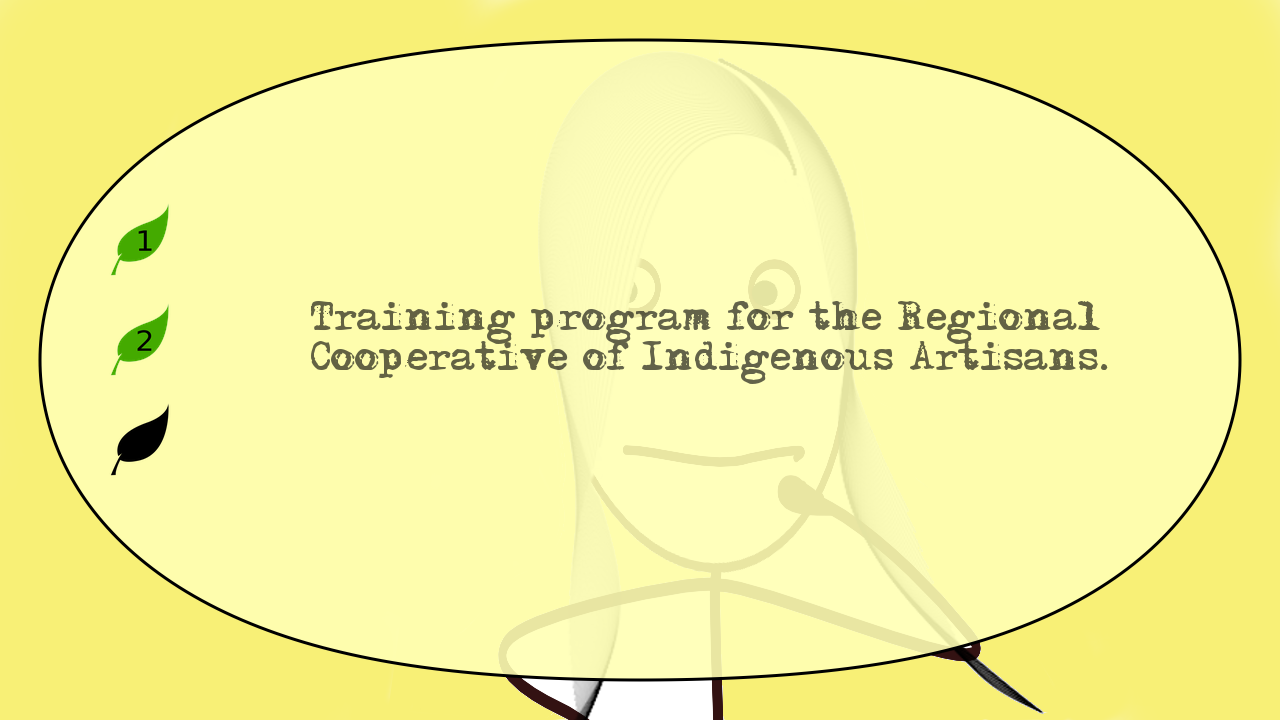 1
2
Training program for the Regional
Cooperative of Indigenous Artisans.